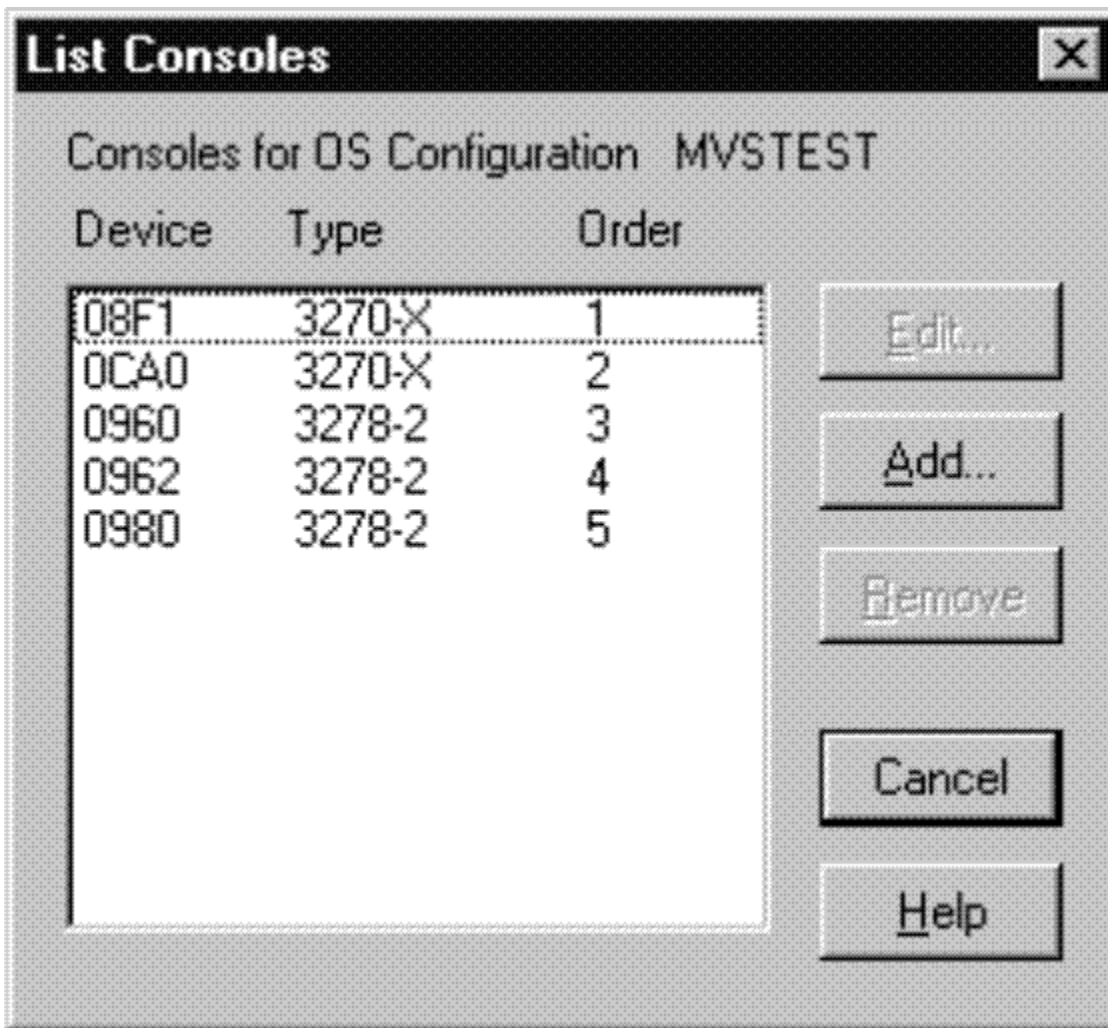 List Consoles
Consoles for OS Configuration MVSTEST
Device Type Order
08F1 3270-X 1
0CA0 3270-X 2
0960 3278-2 3
0962 3278-2 4
0980 3278-2 5
Edit...
Add...
Remove
Cancel
Help